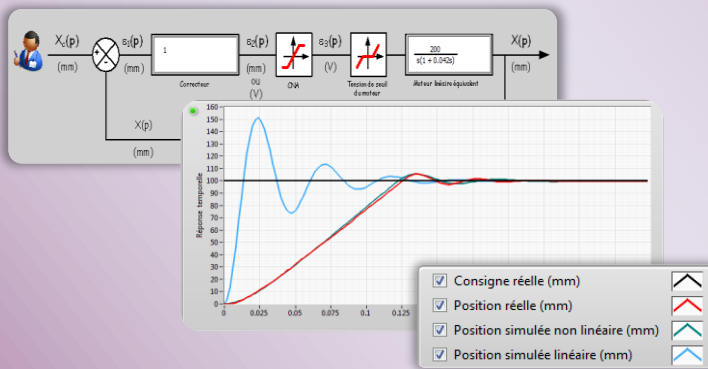 Xc(p)
(mm)
+
-
ε1(p)
(mm)
1
Correcteur
ε2(p)
(mm)
ou
(V)
CNA
ε3(p)
(V)
Tension de seuil
du moteur
200
s(1 + 0.042s)
Moteur linéaire équivalent
X(p)
(mm)
X(p)
(mm)
Réponse temporelle
160
150
140
130
120
110
100
90
80
70
60
50
40
30
20
10
0
0
0.025
0.05
0.075
0.1
0.125
Consigne réelle (mm)
Position réelle (mm)
Position simulée non linéaire (mm)
Position simulée linéaire (mm)